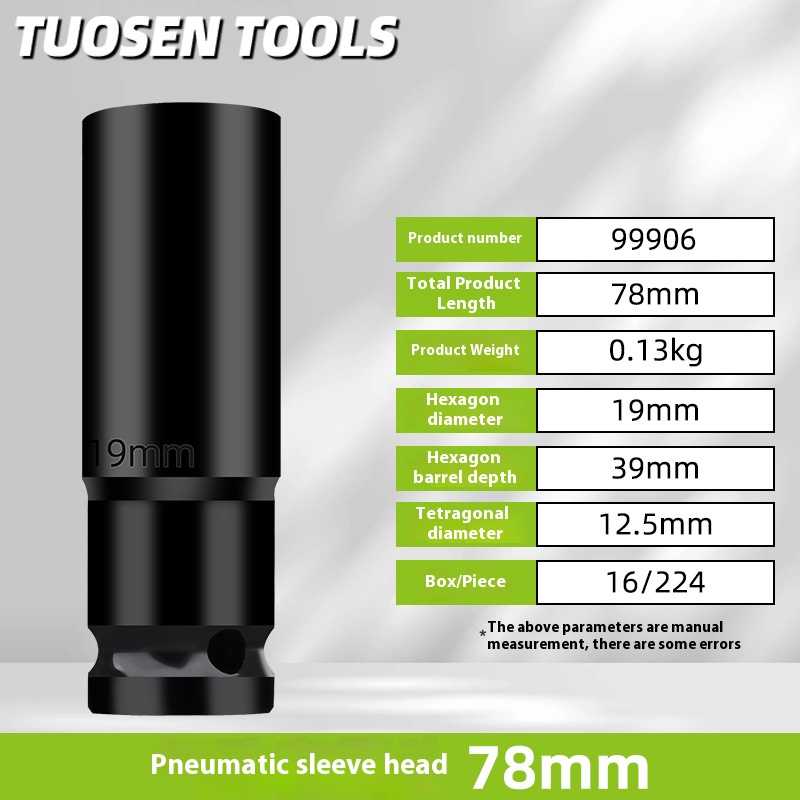 TUOSEN TOOLS
Product number
99906
Total Product
Length
78mm
Product Weight
0.13kg
Hexagon
diameter
19mm
Hexagon
barrel depth
39mm
Tetragonal
diameter
12.5mm
Box/Piece
16/224
19mm
*The above parameters are manual
measurement, there are some errors
Pneumatic sleeve head 78mm